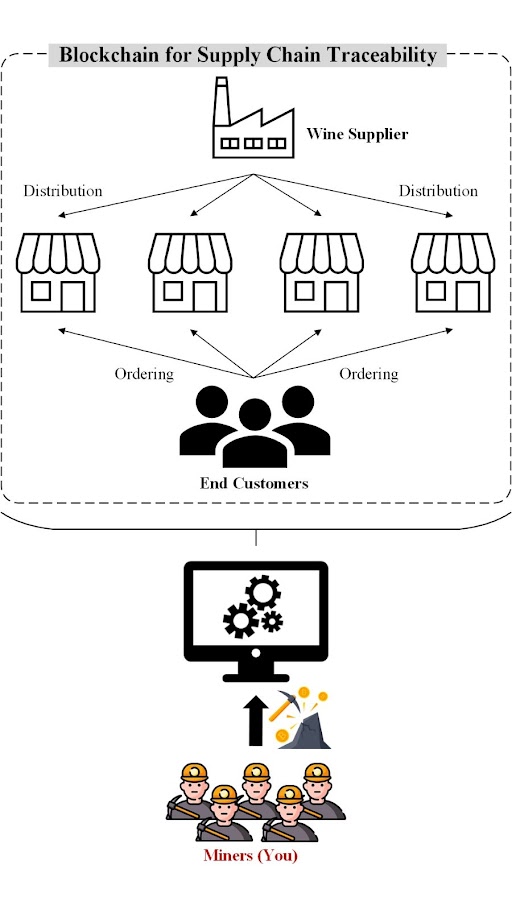 Blockchain for Supply Chain Traceability
Wine Supplier
Distribution
Distribution
Ordering
Ordering
End Customers
Miners (You)